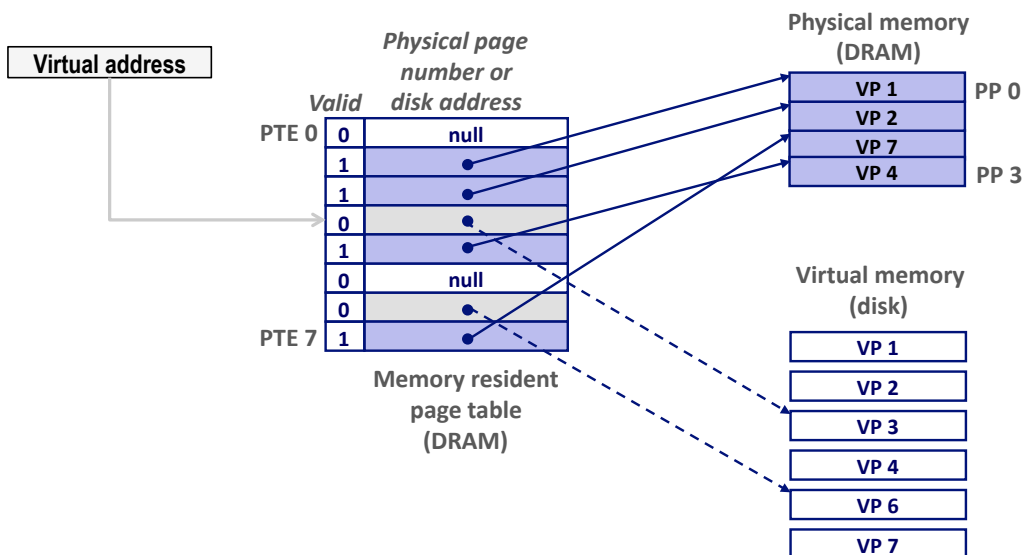 Virtual address
Physical page
number or
disk address
Valid
PTE 0
0
null
1
1
0
1
0
null
0
PTE 7
1
Memory resident
page table
(DRAM)
Physical memory
(DRAM)
VP 1
PP 0
VP 2
VP 7
VP 4
PP 3
Virtual memory
(disk)
VP 1
VP 2
VP 3
VP 4
VP 6
VP 7